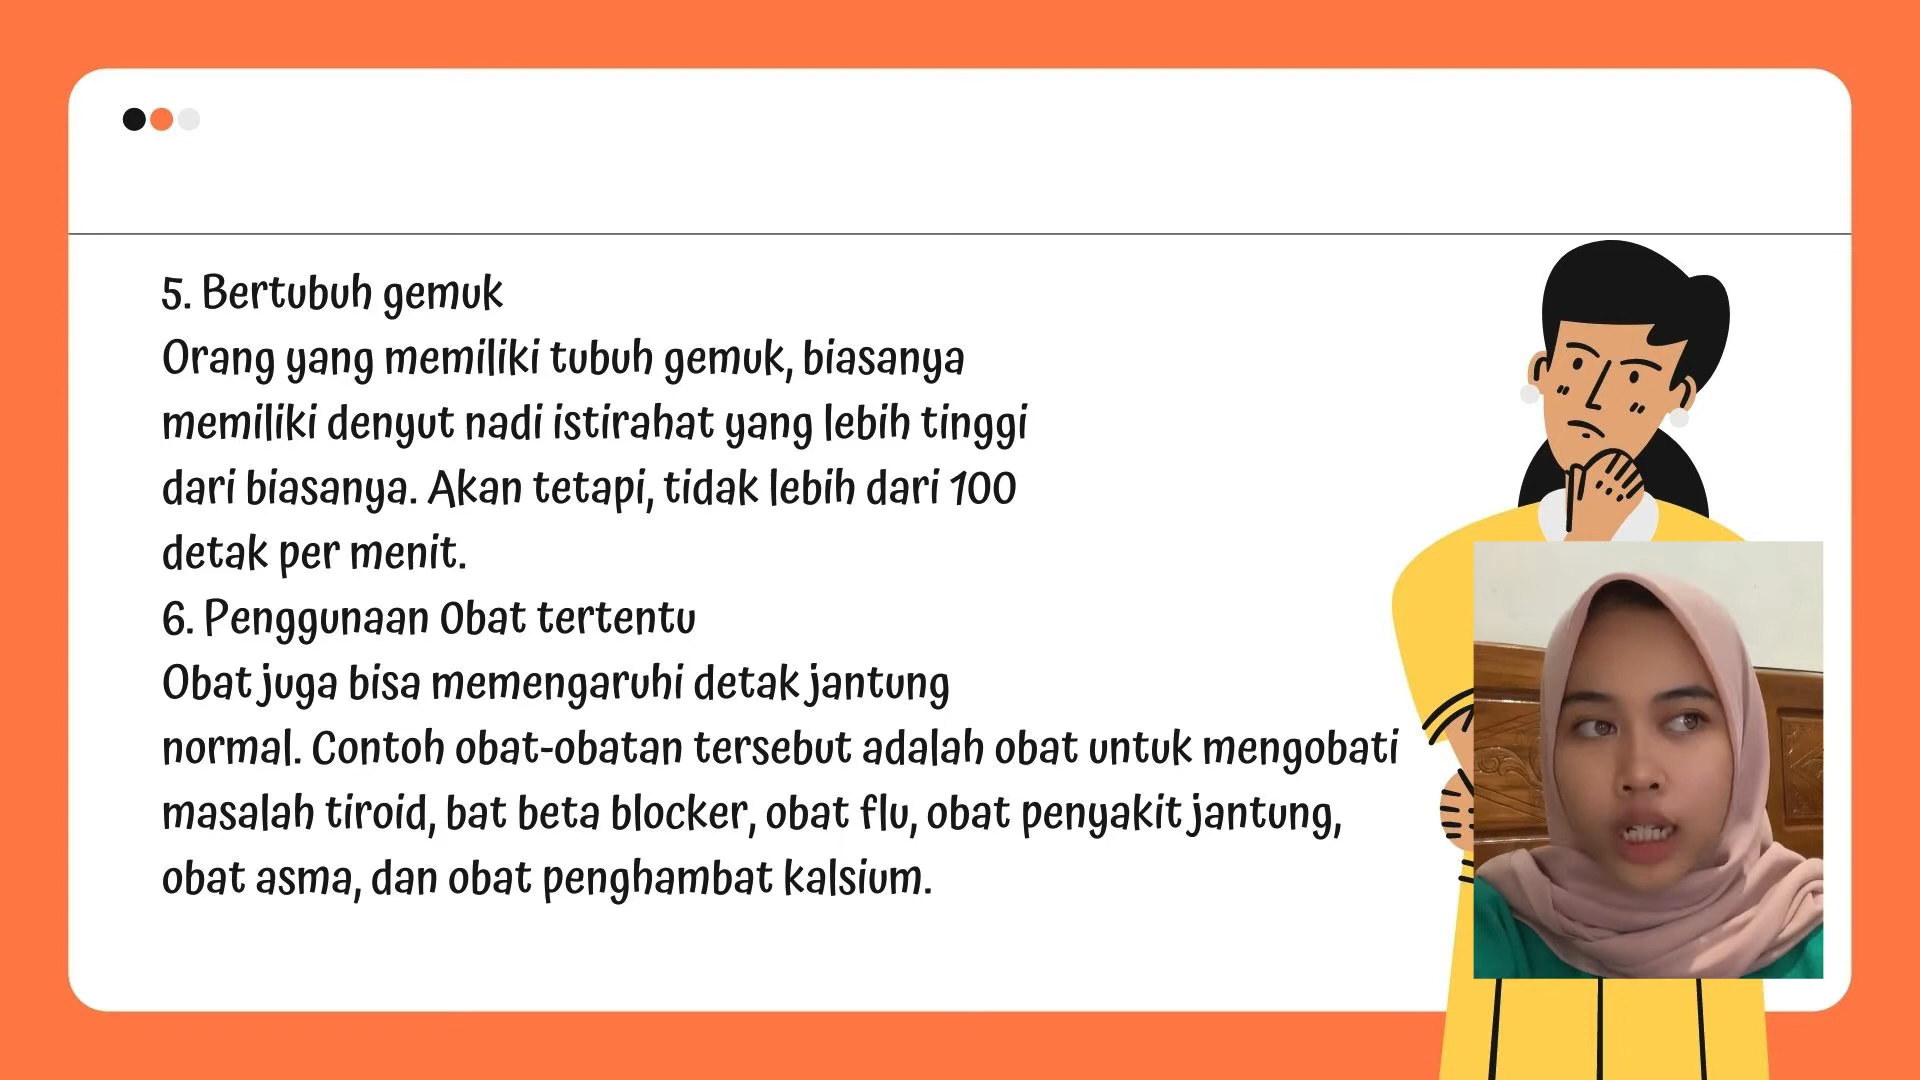 5. Bertubuh gemuk
Orang yang memiliki tubuh gemuk, biasanya
memiliki denyut nadi istirahat yang lebih tinggi
dari biasanya. Akan tetapi, tidak lebih dari 100
detak per menit.
6. Penggunaan Obat tertentu
Obat juga bisa memengaruhi detak jantung
normal. Contoh obat-obatan tersebut adalah obat untuk mengobati
masalah tiroid, bat beta blocker, obat flu, obat penyakit jantung,
obat asma, dan obat penghambat kalsium.